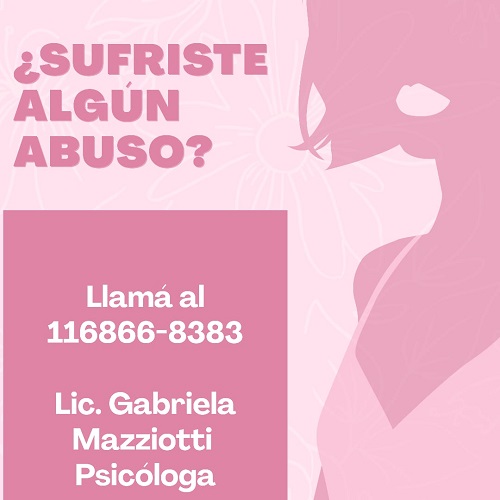 ¿SUFRISTE
ALGÚN
ABUSO?
Llamá al
116866-8383
Lic. Gabriela
Mazziotti
Psicóloga